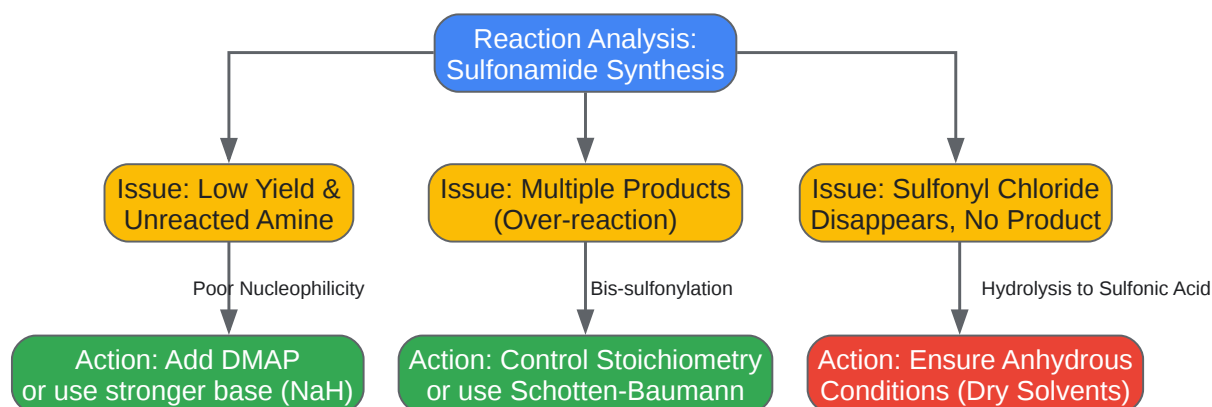 Reaction Analysis:
Sulfonamide Synthesis
Issue: Low Yield &
Unreacted Amine
Issue: Multiple Products
(Over-reaction)
Issue: Sulfonyl Chloride
Disappears, No Product
Poor Nucleophilicity
Bis-sulfonylation
Hydrolysis to Sulfonic Acid
Action: Add DMAP
or use stronger base (NaH)
Action: Control Stoichiometry
or use Schotten-Baumann
Action: Ensure Anhydrous
Conditions (Dry Solvents)